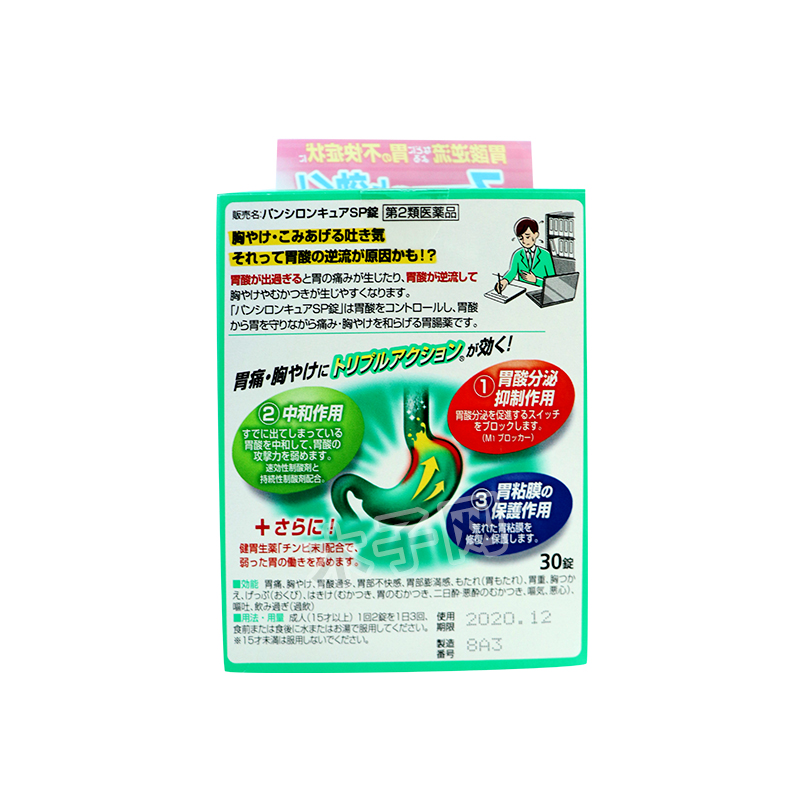 胃酸逆流などによる胃の不快症状に
販売名:パンシロンキュアSP錠 第2類医薬品
胸やけ・こみあげる吐き気
それって胃酸の逆流が原因かも!?
胃酸が出過ぎると胃の痛みが生じたり、胃酸が逆流して
胸やけやむかつきが生じやすくなります。
「パンシロンキュアSP錠」は胃酸をコントロールし、胃酸
から胃を守りながら痛み・胸やけを和らげる胃腸薬です。
胃痛・胸やけにトリプルアクション®が効く!
①胃酸分泌
抑制作用
胃酸分泌を促進するスイッチ
をブロックします。
(M1 ブロッカー)
②中和作用
すでに出てしまっている
胃酸を中和して、胃酸の
攻撃力を弱めます。
速効性制酸剤と
持続性制酸剤配合。
③胃粘膜の
保護作用
荒れた胃粘膜を
修復・保護します。
+さらに!
健胃生薬「チンピ末」配合で、
弱った胃の働きを高めます。
30錠
■効能 胃痛、胸やけ、胃酸過多、胃部不快感、胃部膨満感、もたれ(胃もたれ)、胃重、胸つか
え、げっぷ(おくび)、はきけ(むかつき、胃のむかつき、二日酔・悪酔のむかつき、嘔気、悪心)、
嘔吐、飲み過ぎ(過飲)
■用法・用量 成人(15才以上) 1回2錠を1日3回、
食前または食後に水またはお湯で服用してください。
※15才未満は服用しないでください。
使用期限 2020.12
製造番号 8A3
木子网